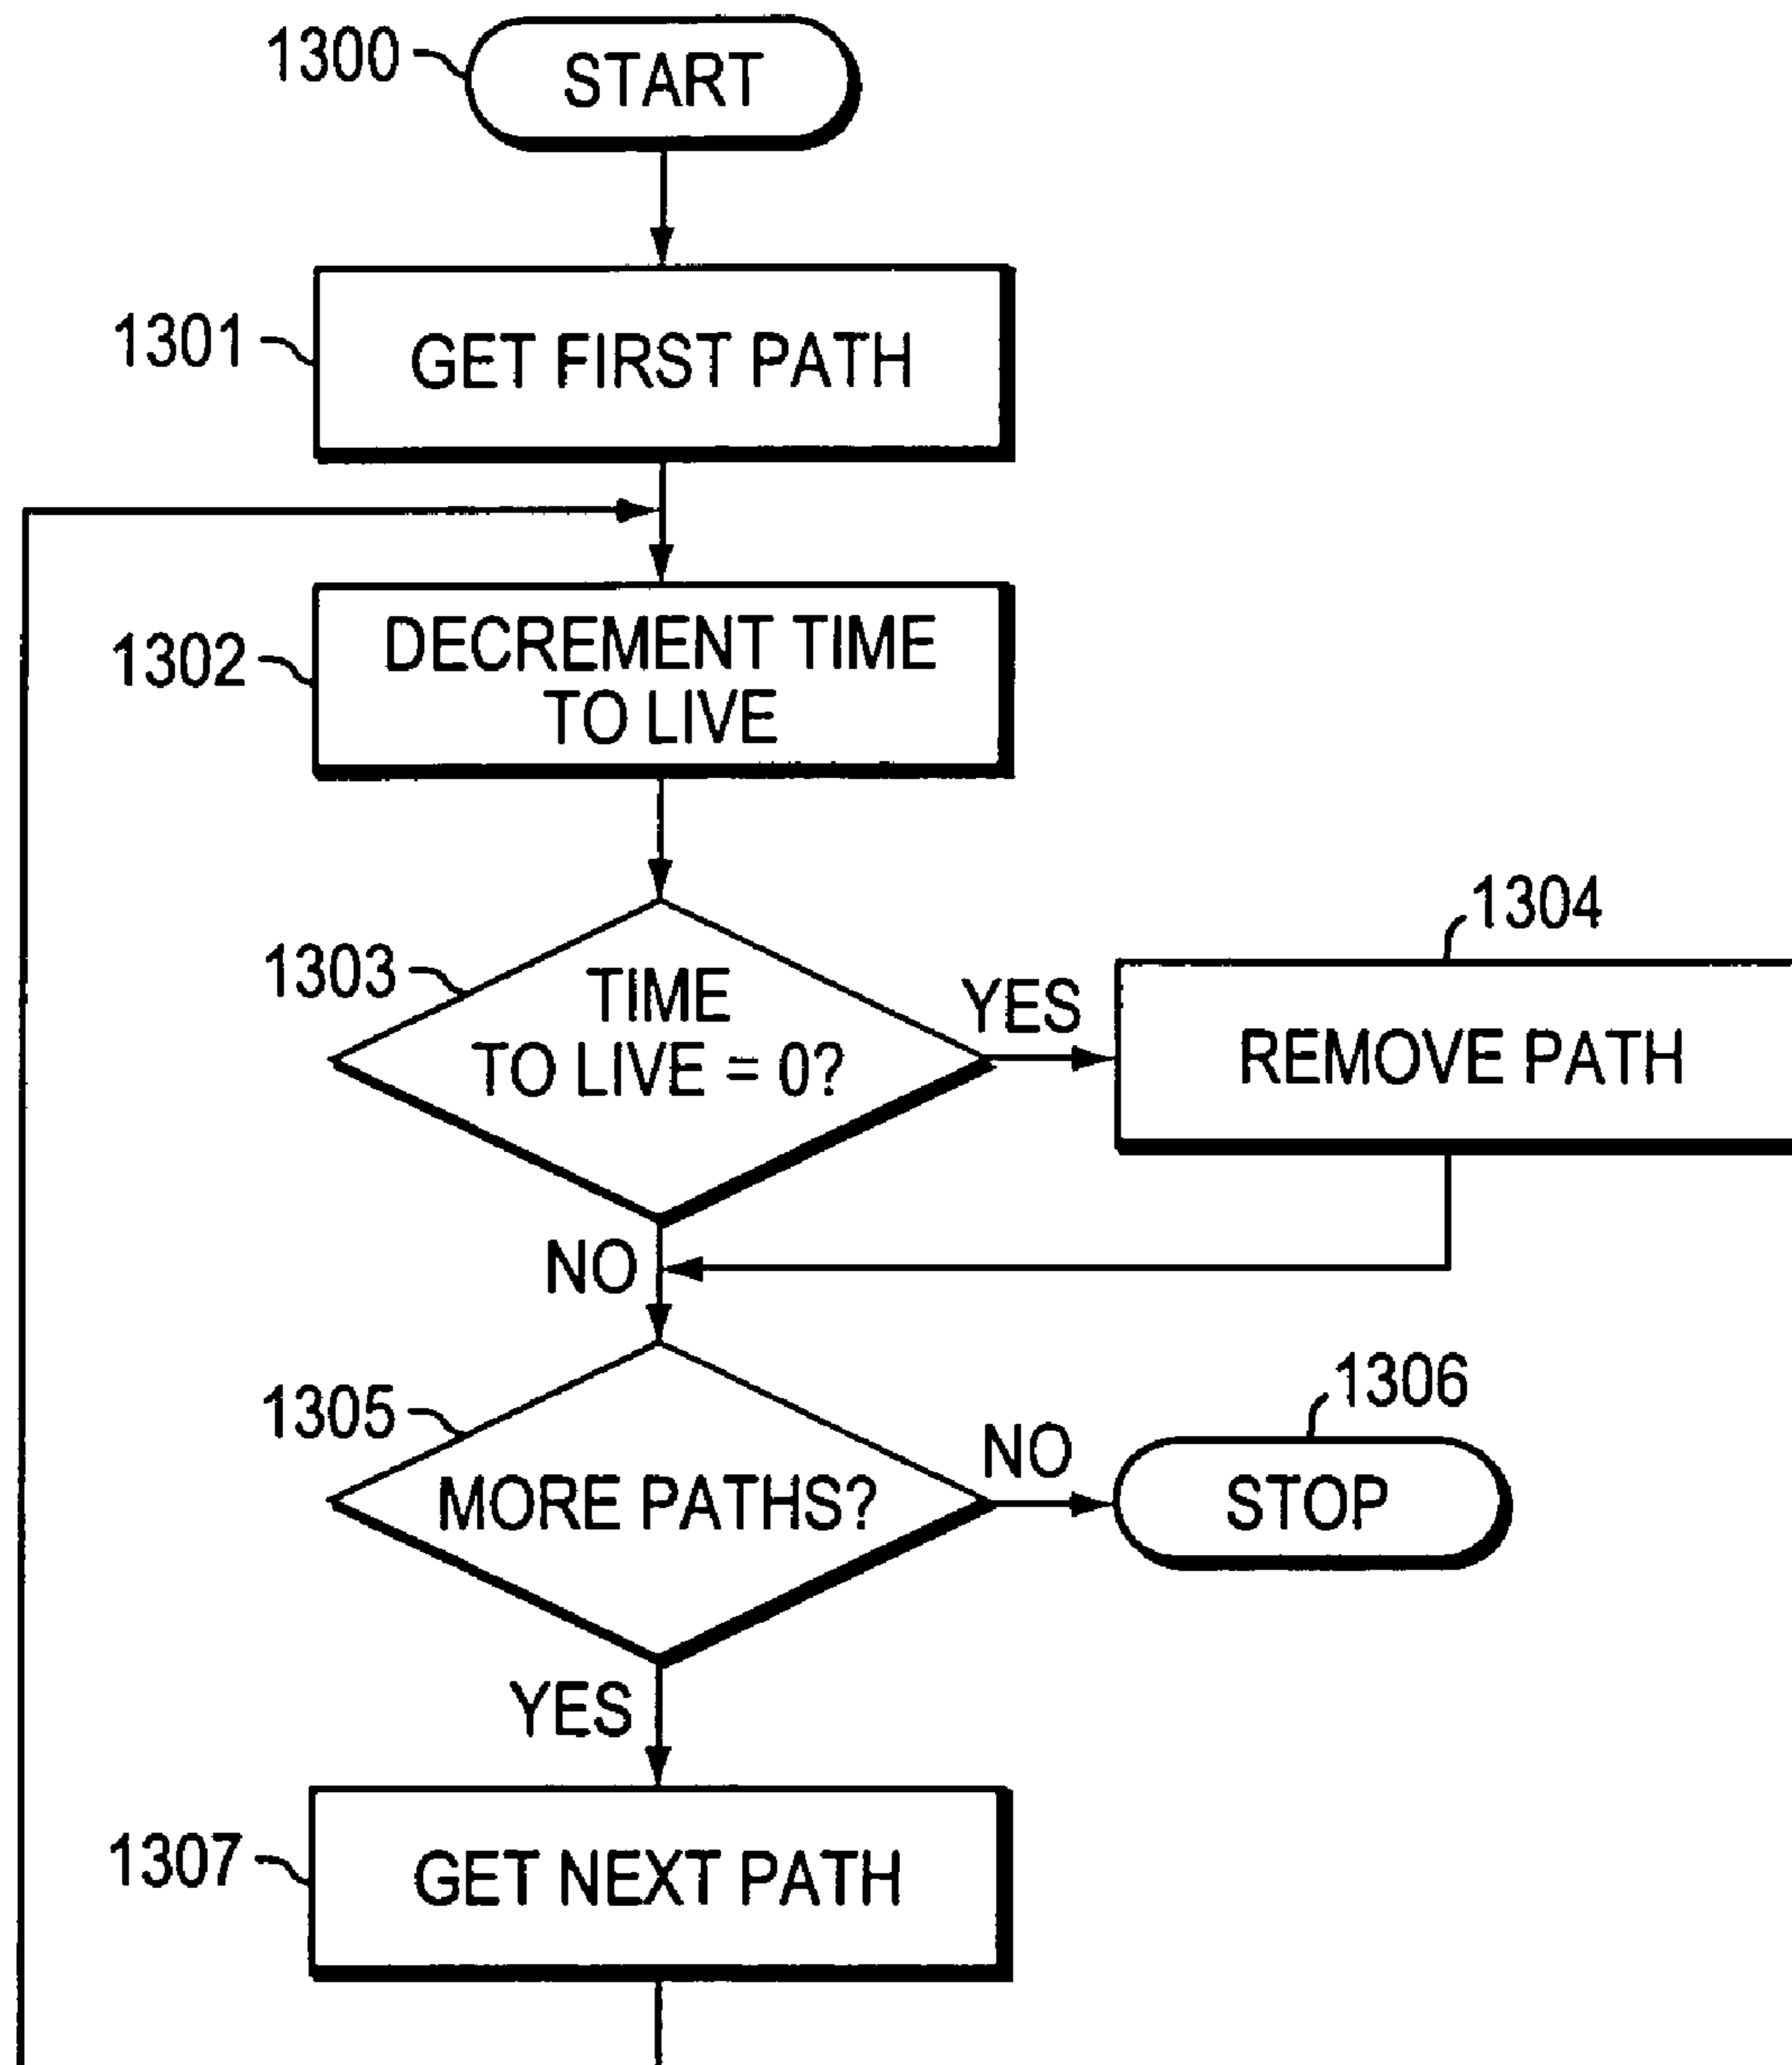 1300
START
1301
GET FIRST PATH
1302
DECREMENT TIME
TO LIVE
1303
TIME
TO LIVE = 0?
YES
1304
REMOVE PATH
NO
1305
MORE PATHS?
NO
1306
STOP
YES
1307
GET NEXT PATH